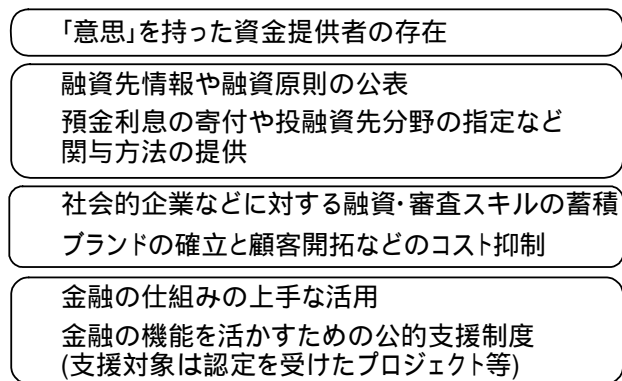 「意思」を持った資金提供者の存在
融資先情報や融資原則の公表
預金利息の寄付や投融資先分野の指定など
関与方法の提供
社会的企業などに対する融資・審査スキルの蓄積
ブランドの確立と顧客開拓などのコスト抑制
金融の仕組みの上手な活用
金融の機能を活かすための公的支援制度
(支援対象は認定を受けたプロジェクト等)